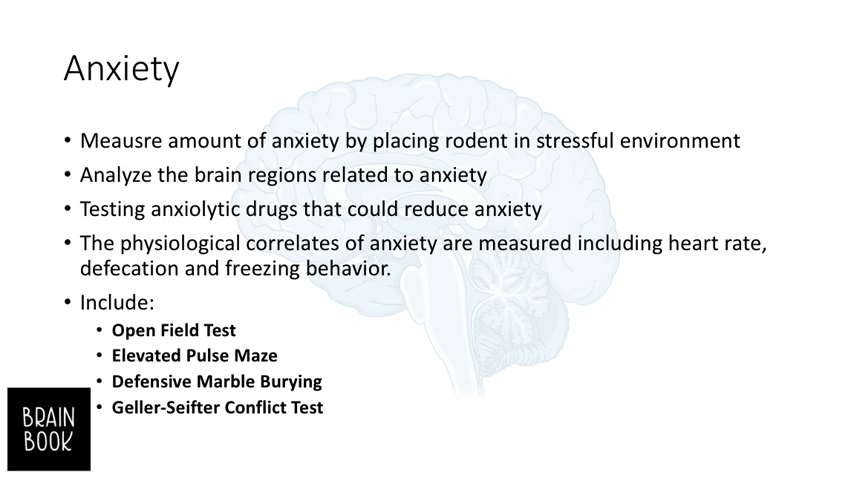 Anxiety
• Meausre amount of anxiety by placing rodent in stressful environment
• Analyze the brain regions related to anxiety
• Testing anxiolytic drugs that could reduce anxiety
• The physiological correlates of anxiety are measured including heart rate,
defecation and freezing behavior.
• Include:
• Open Field Test
• Elevated Pulse Maze
• Defensive Marble Burying
• Geller-Seifter Conflict Test
BRAIN
BOOK